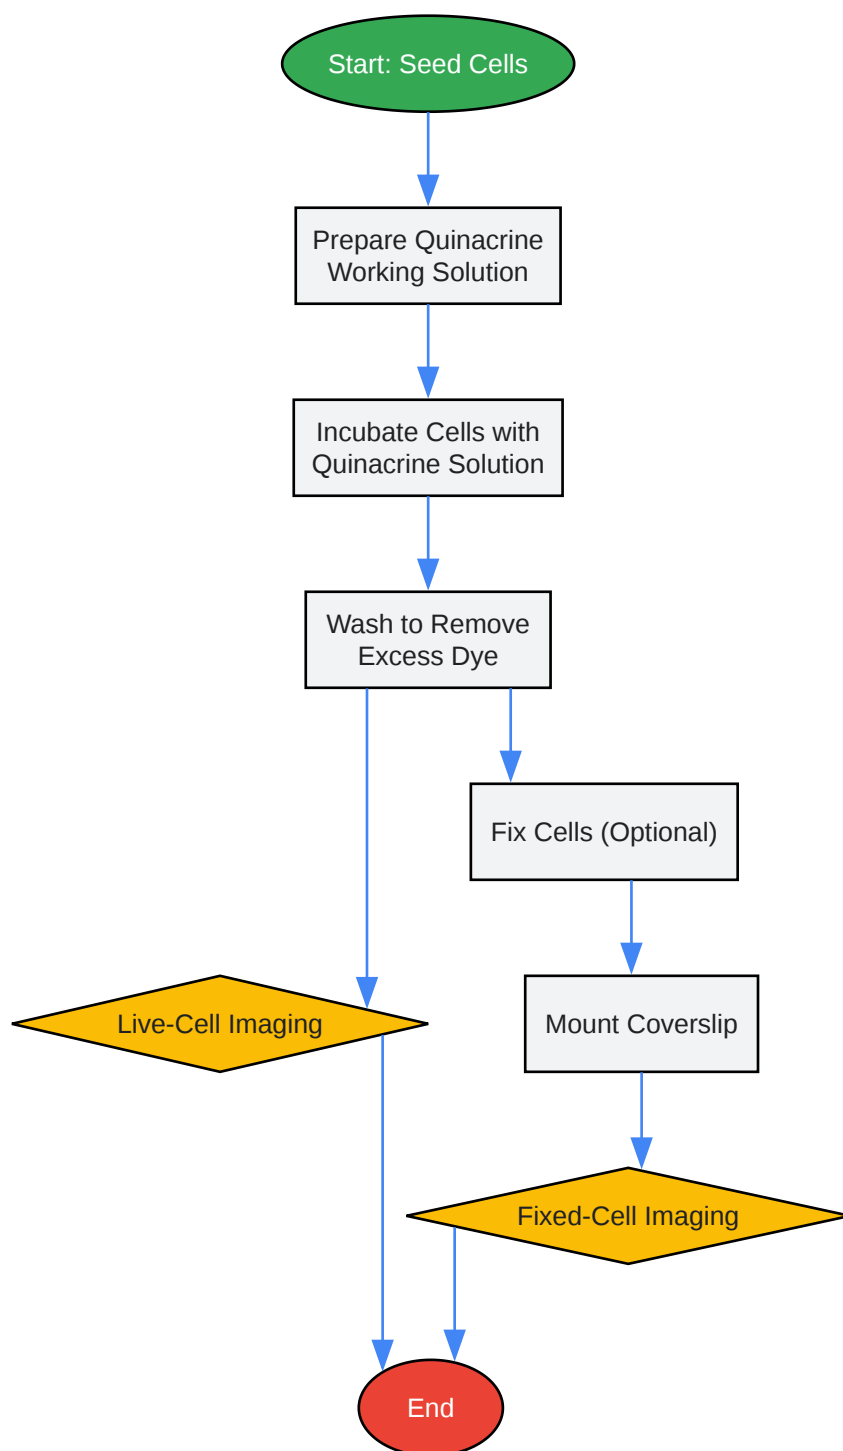 Start: Seed Cells
Prepare Quinacrine
Working Solution
Incubate Cells with
Quinacrine Solution
Wash to Remove
Excess Dye
Fix Cells (Optional)
Live-Cell Imaging
Mount Coverslip
Fixed-Cell Imaging
End